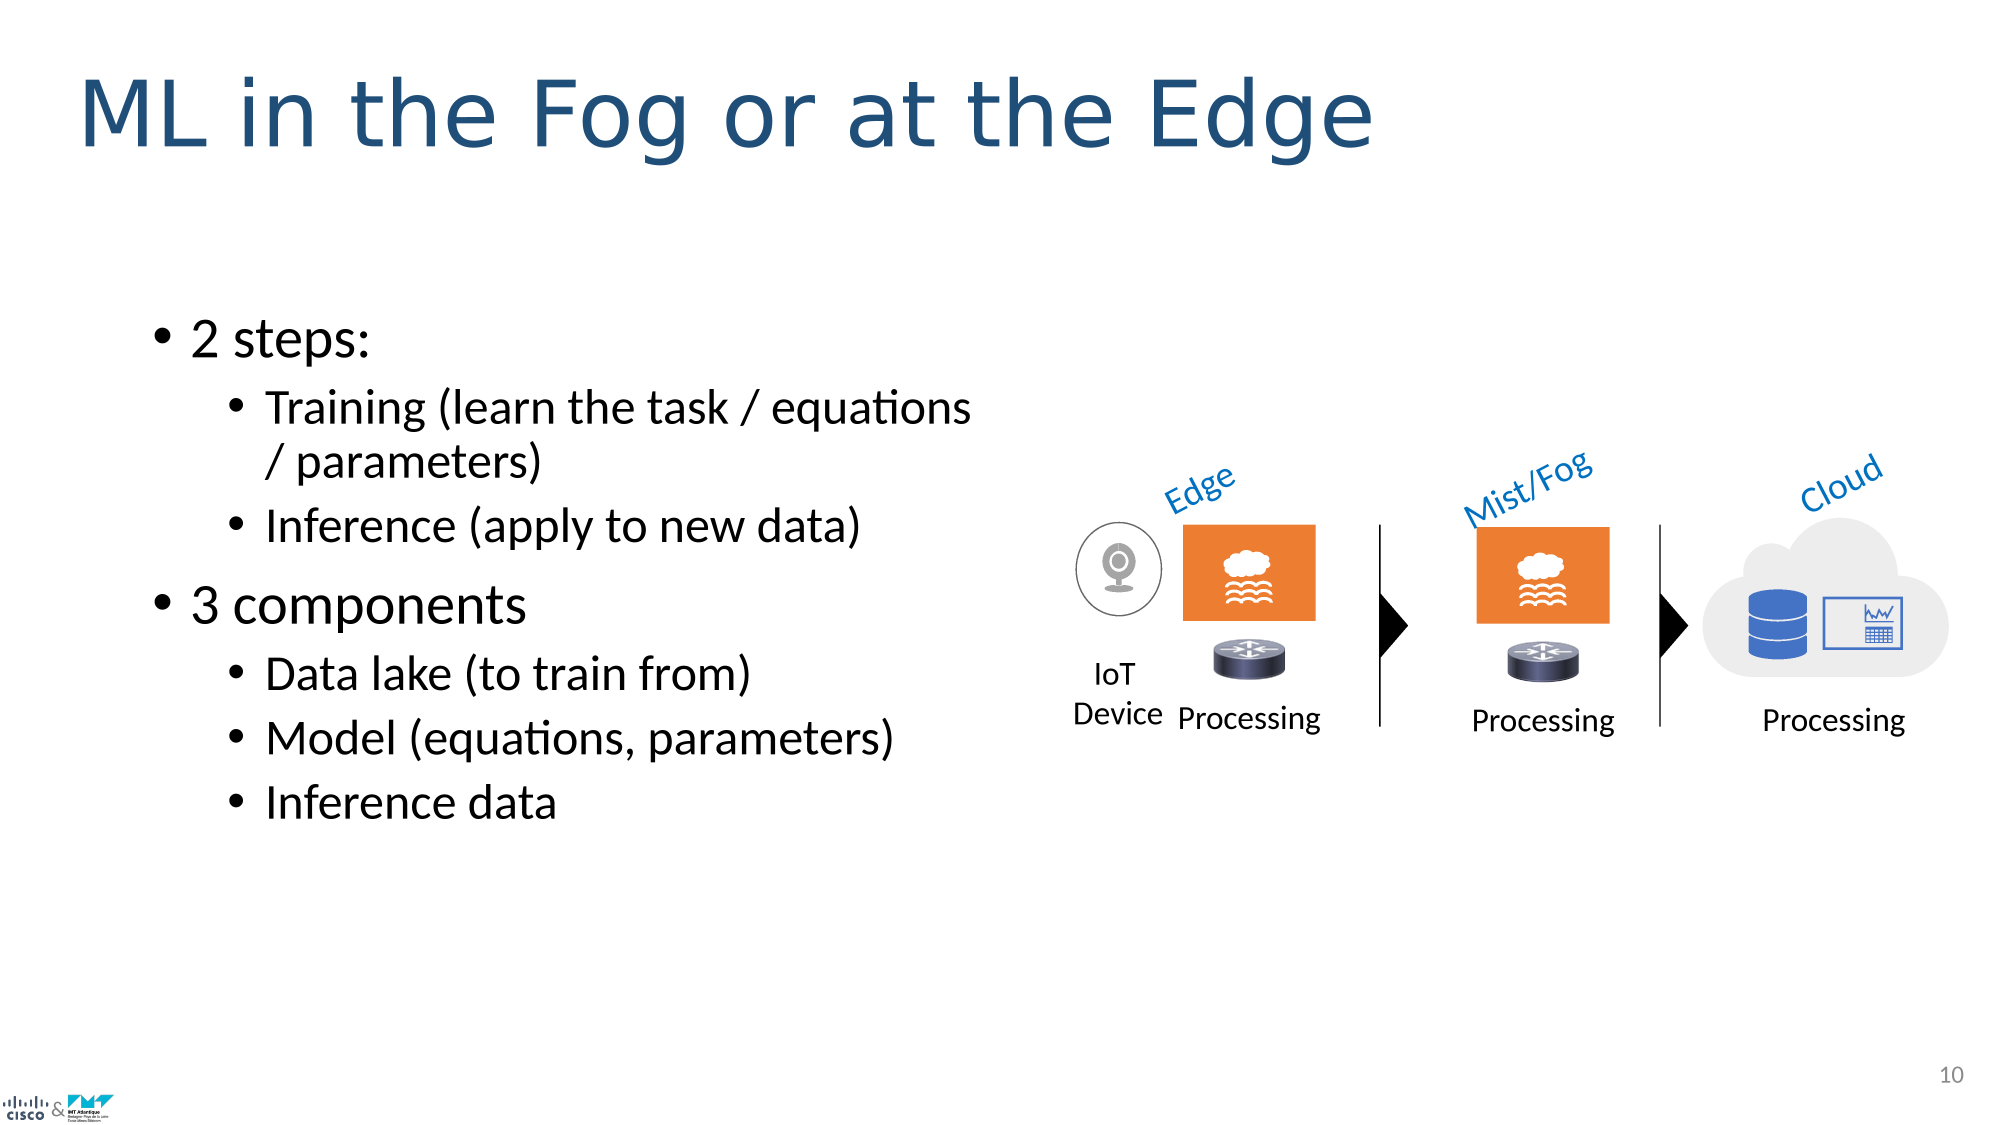 ML in the Fog or at the Edge
• 2 steps:
• Training (learn the task / equations
/ parameters)
• Inference (apply to new data)
• 3 components
• Data lake (to train from)
• Model (equations, parameters)
• Inference data
Edge
Mist/Fog
Cloud
IoT
Device
Processing
Processing
Processing
10
cisco
&
IMT Atlantique